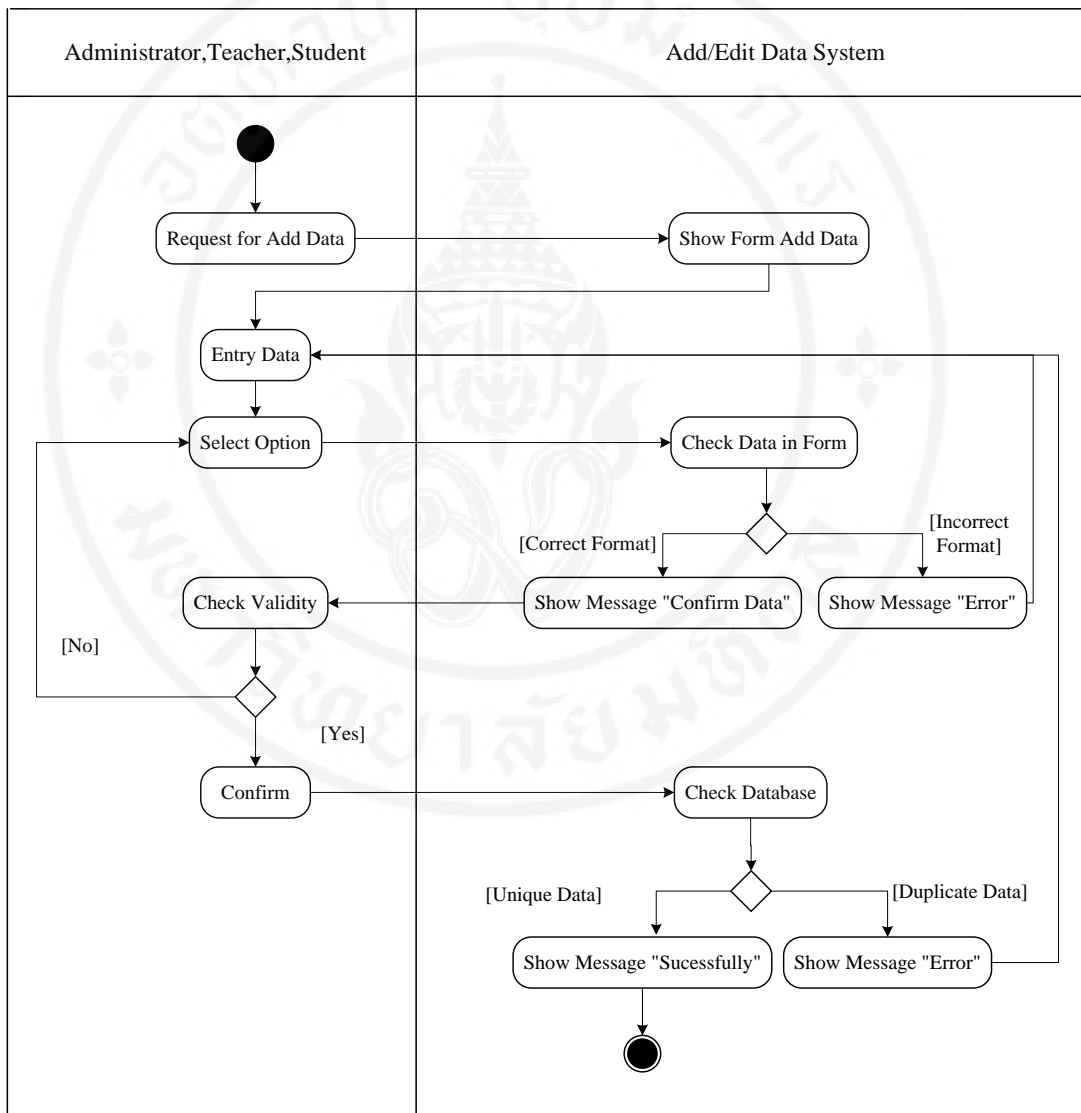 Administrator,Teacher,Student
Add/Edit Data System
Request for Add Data
Show Form Add Data
Entry Data
Select Option
Check Data in Form
[Correct Format]
[Incorrect
Format]
Check Validity
Show Message "Confirm Data"
Show Message "Error"
[No]
[Yes]
Confirm
Check Database
[Unique Data]
[Duplicate Data]
Show Message "Sucessfully"
Show Message "Error"